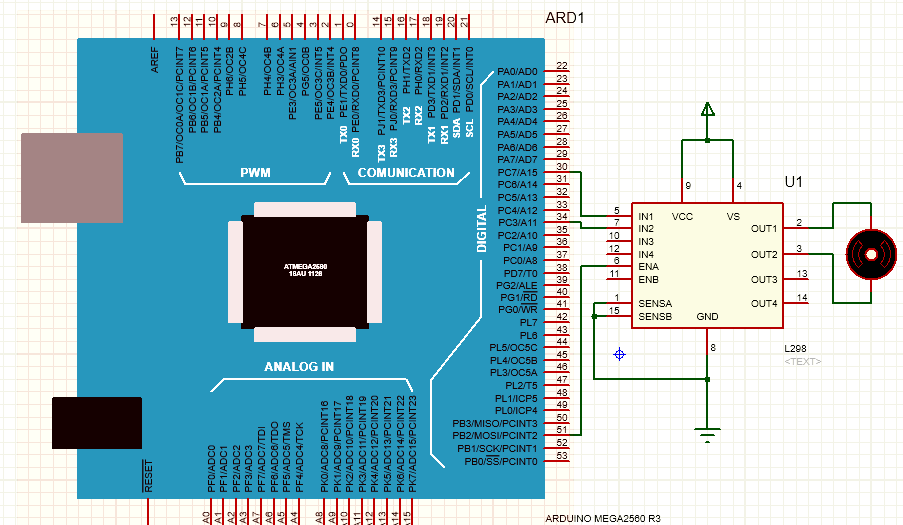 ARD1
AREF
13
12
11
10
9
8
7
6
5
4
3
2
1
0
14
15
16
17
18
19
20
21
PB7/OC0A/OC1C/PCINT7
PB6/OC1B/PCINT6
PB5/OC1A/PCINT5
PB4/OC2A/PCINT4
PH6/OC2B
PH5/OC4C
PH4/OC4B
PH3/OC4A
PE3/OC3A/AIN1
PG5/OC0B
PE5/OC3C/INT5
PE4/OC3B/INT4
PE1/TXD0/PDO
TX0
PE0/RXD0/PCINT8
RX0
PJ1/TXD3/PCINT10
TX3
PJ0/RXD3/PCINT9
RX3
PH1/TXD2
TX2
PH0/RXD2
RX2
PD3/TXD1/INT3
TX1
PD2/RXD1/INT2
RX1
PD1/SDA/INT1
SDA
PD0/SCL/INT0
SCL
PWM
COMUNICATION
DIGITAL
ATMEGA2560
16AU 1126
ANALOG IN
PA0/AD0 22
PA1/AD1 23
PA2/AD2 24
PA3/AD3 25
PA4/AD4 26
PA5/AD5 27
PA6/AD6 28
PA7/AD7 29
PC7/A15 30
PC6/A14 31
PC5/A13 32
PC4/A12 33
PC3/A11 34
PC2/A10 35
PC1/A9 36
PC0/A8 37
PD7/T0 38
PG2/ALE 39
PG1/RD 40
PG0/WR 41
PL7 42
PL6 43
PL5/OC5C 44
PL4/OC5B 45
PL3/OC5A 46
PL2/T5 47
PL1/ICP5 48
PL0/ICP4 49
PB3/MISO/PCINT3 50
PB2/MOSI/PCINT2 51
PB1/SCK/PCINT1 52
PB0/SS/PCINT0 53
RESET
PF0/ADC0
PF1/ADC1
PF2/ADC2
PF3/ADC3
PF7/ADC7/TDI
PF6/ADC6/TDO
PF5/ADC5/TMS
PF4/ADC4/TCK
PK0/ADC8/PCINT16
PK1/ADC9/PCINT17
PK2/ADC10/PCINT18
PK3/ADC11/PCINT19
PK4/ADC12/PCINT20
PK5/ADC13/PCINT21
PK6/ADC14/PCINT22
PK7/ADC15/PCINT23
A0
A1
A2
A3
A7
A6
A5
A4
A8
A9
ARDUINO MEGA2560 R3
U1
9
4
VCC VS
5 IN1
7 IN2
10 IN3
12 IN4
6 ENA
11 ENB
1 SENSA
15 SENSB
OUT1 2
OUT2 3
OUT3 13
OUT4 14
GND
8
L298
<TEXT>